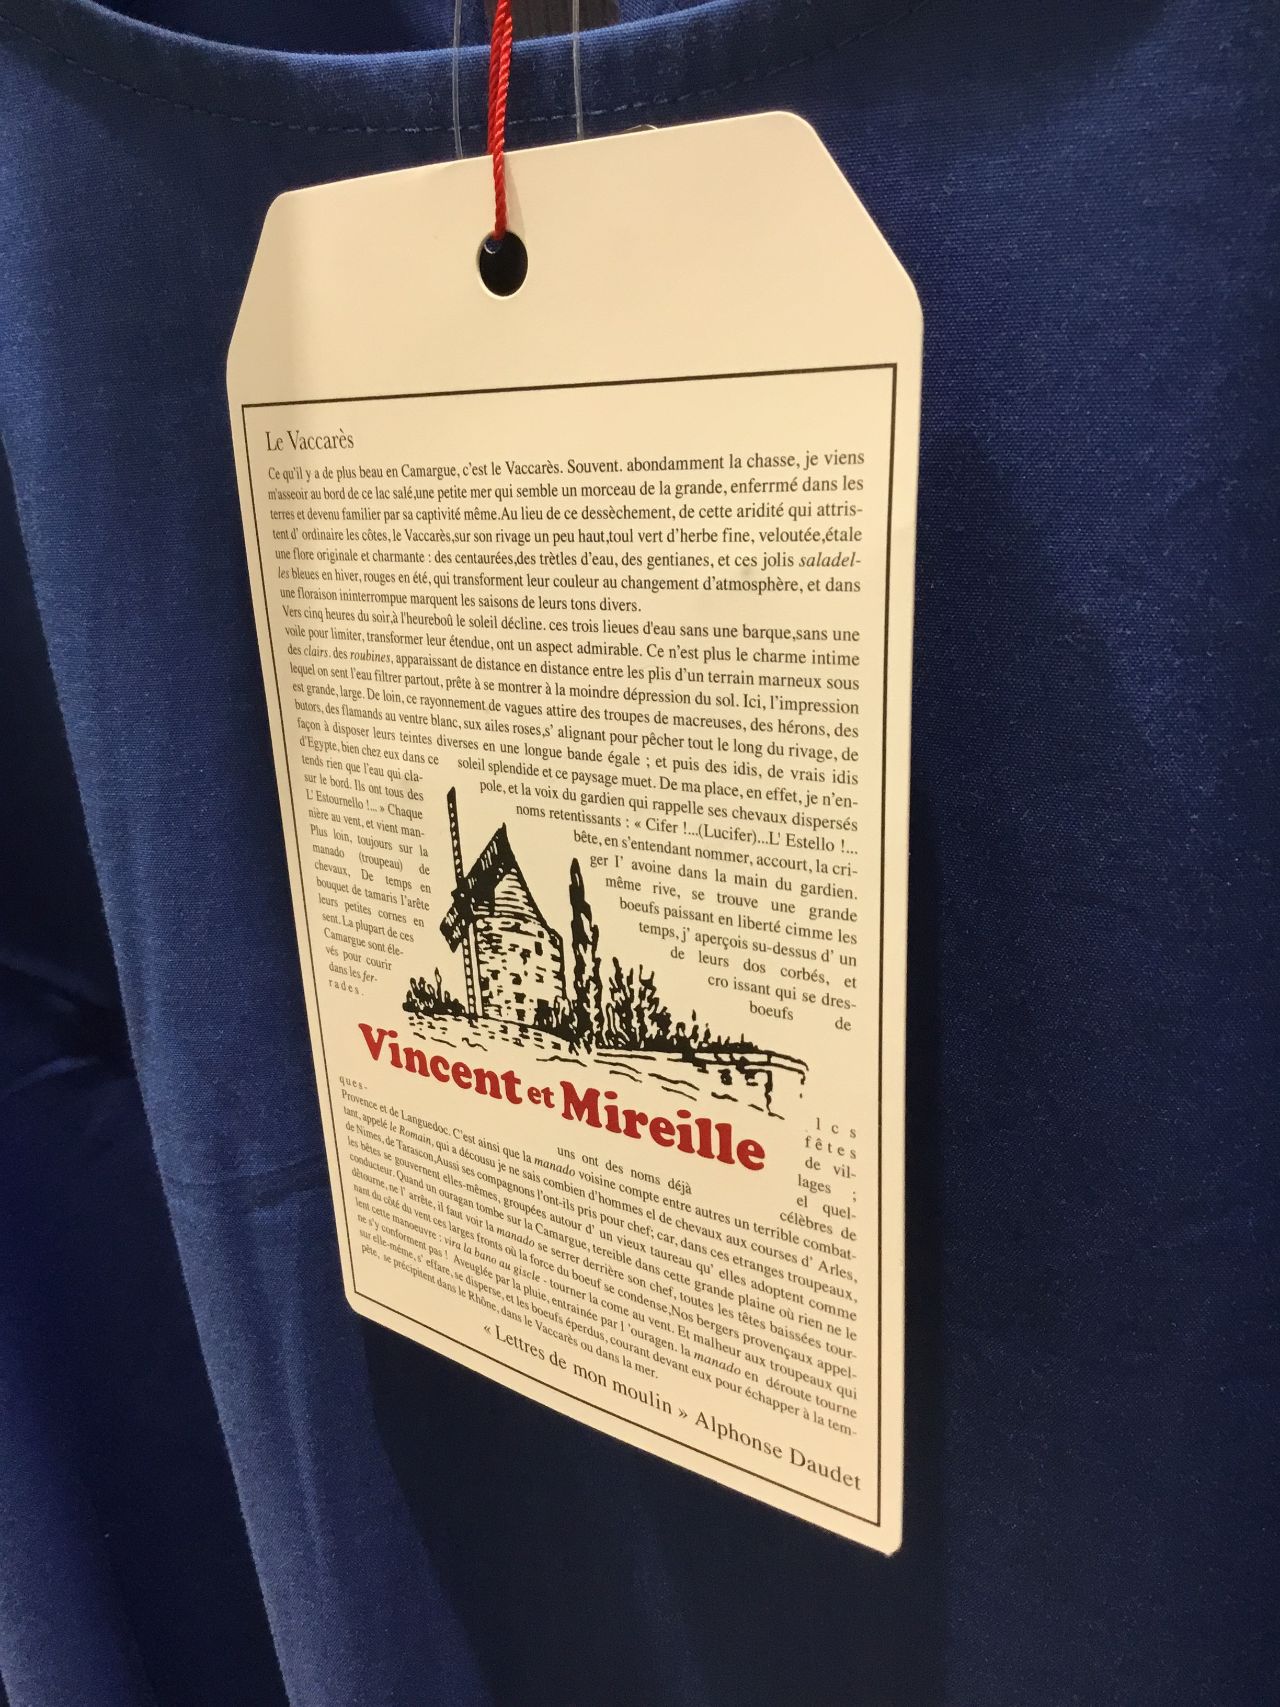 Le Vaccarès
Ce qu'il y a de plus beau en Camargue, c'est le Vaccarès. Souvent. abondamment la chasse, je viens
m'asseoir au bord de ce lac salé,une petite mer qui semble un morceau de la grande, enferrmé dans les
terres et devenu familier par sa captivité même.Au lieu de ce dessèchement, de cette aridité qui attris-
tent d' ordinaire les côtes, le Vaccarès,sur son rivage un peu haut,toul vert d'herbe fine, veloutée,étale
une flore originale et charmante : des centaurées,des trètles d'eau, des gentianes, et ces jolis saladel-
les bleues en hiver, rouges en été, qui transforment leur couleur au changement d'atmosphère, et dans
une floraison ininterrompue marquent les saisons de leurs tons divers.
Vers cinq heures du soir,à l'heureboû le soleil décline. ces trois lieues d'eau sans une barque,sans une
voile pour limiter, transformer leur étendue, ont un aspect admirable. Ce n'est plus le charme intime
des clairs. des roubines, apparaissant de distance en distance entre les plis d'un terrain marneux sous
lequel on sent l'eau filtrer partout, prête à se montrer à la moindre dépression du sol. Ici, l'impression
est grande, large. De loin, ce rayonnement de vagues attire des troupes de macreuses, des hérons, des
butors, des flamands au ventre blanc, sux ailes roses,s' alignant pour pêcher tout le long du rivage, de
façon à disposer leurs teintes diverses en une longue bande égale ; et puis des idis, de vrais idis
d'Egypte, bien chez eux dans ce soleil splendide et ce paysage muet. De ma place, en effet, je n'en-
tends rien que l'eau qui cla- pole, et la voix du gardien qui rappelle ses chevaux dispersés
sur le bord. Ils ont tous des noms retentissants : « Cifer !...(Lucifer)...L' Estello !...
L' Estournello !... » Chaque bête, en s'entendant nommer, accourt, la cri-
nière au vent, et vient man- ger l' avoine dans la main du gardien.
Plus loin, toujours sur la même rive, se trouve une grande
manado (troupeau) de boeufs paissant en liberté cimme les
chevaux, De temps en temps, j' aperçois su-dessus d' un
bouquet de tamaris l'arête de leurs dos corbés, et
leurs petites cornes en cro issant qui se dres-
sent. La plupart de ces boeufs de
Camargue sont éle-
vés pour courir
dans les fer-
rades.
Vincent et Mireille
lcs
fêtes
de vil-
lages ;
el quel-
ques- uns ont des noms déjà célèbres de
Provence et de Languedoc. C'est ainsi que la manado voisine compte entre autres un terrible combat-
tant, appelé le Romain, qui a décousu je ne sais combien d'hommes el de chevaux aux courses d' Arles,
de Nimes, de Tarascon,Aussi ses compagnons l'ont-ils pris pour chef; car, dans ces etranges troupeaux,
les bêtes se gouvernent elles-mêmes, groupées autour d' un vieux taureau qu' elles adoptent comme
conducteur. Quand un ouragan tombe sur la Camargue, tereible dans cette grande plaine où rien ne le
détourne, ne l' arrête, il faut voir la manado se serrer derrière son chef, toutes les têtes baissées tour-
nant du côté du vent ces larges fronts où la force du boeuf se condense,Nos bergers provençaux appel-
lent cette manoeuvre : vira la bano au giscle - tourner la come au vent. Et malheur aux troupeaux qui
ne s'y conforment pas ! Aveuglée par la pluie, entrainée par l 'ouragen. la manado en déroute tourne
sur elle-même, s' effare, se disperse, et les boeufs éperdus, courant devant eux pour échapper à la tem-
pête, se précipitent dans le Rhône, dans le Vaccarès ou dans la mer.
« Lettres de mon moulin » Alphonse Daudet